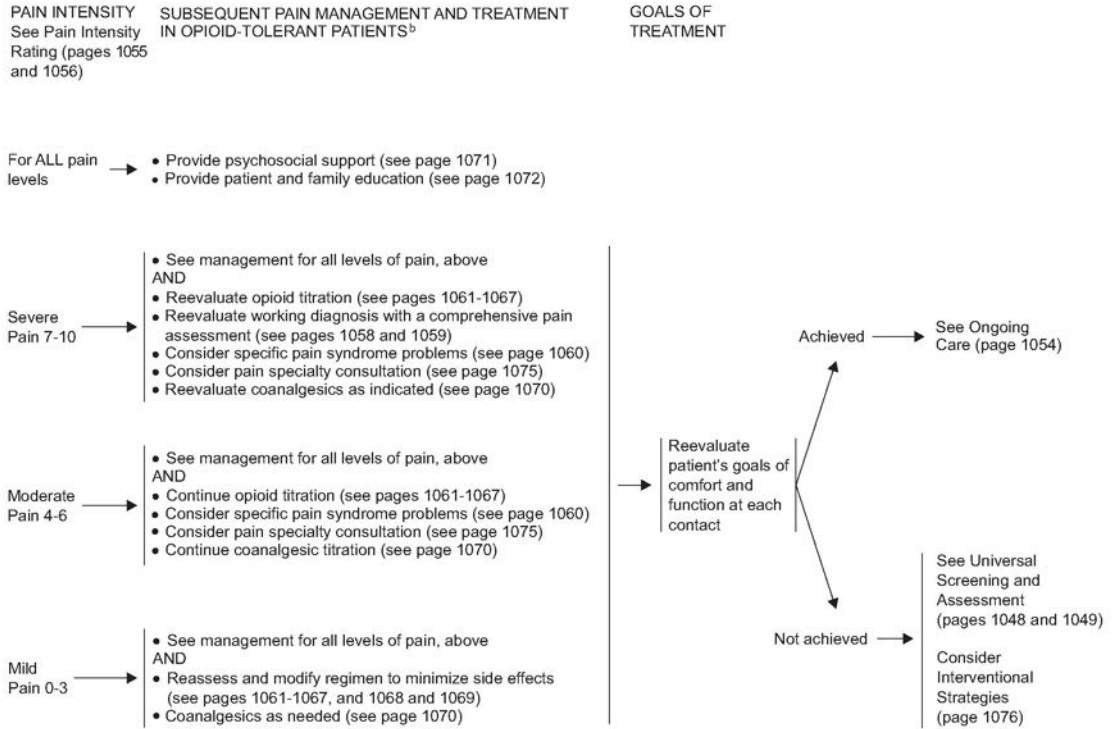 PAIN INTENSITY
See Pain Intensity
Rating (pages 1055
and 1056)
SUBSEQUENT PAIN MANAGEMENT AND TREATMENT
IN OPIOID-TOLERANT PATIENTSᵇ
GOALS OF
TREATMENT
For ALL pain
levels
• Provide psychosocial support (see page 1071)
• Provide patient and family education (see page 1072)
Severe
Pain 7-10
• See management for all levels of pain, above
AND
• Reevaluate opioid titration (see pages 1061-1067)
• Reevaluate working diagnosis with a comprehensive pain
assessment (see pages 1058 and 1059)
• Consider specific pain syndrome problems (see page 1060)
• Consider pain specialty consultation (see page 1075)
• Reevaluate coanalgesics as indicated (see page 1070)
Moderate
Pain 4-6
• See management for all levels of pain, above
AND
• Continue opioid titration (see pages 1061-1067)
• Consider specific pain syndrome problems (see page 1060)
• Consider pain specialty consultation (see page 1075)
• Continue coanalgesic titration (see page 1070)
Mild
Pain 0-3
• See management for all levels of pain, above
AND
• Reassess and modify regimen to minimize side effects
(see pages 1061-1067, and 1068 and 1069)
• Coanalgesics as needed (see page 1070)
Reevaluate
patient's goals of
comfort and
function at each
contact
Achieved
See Ongoing
Care (page 1054)
Not achieved
See Universal
Screening and
Assessment
(pages 1048 and 1049)
Consider
Interventional
Strategies
(page 1076)